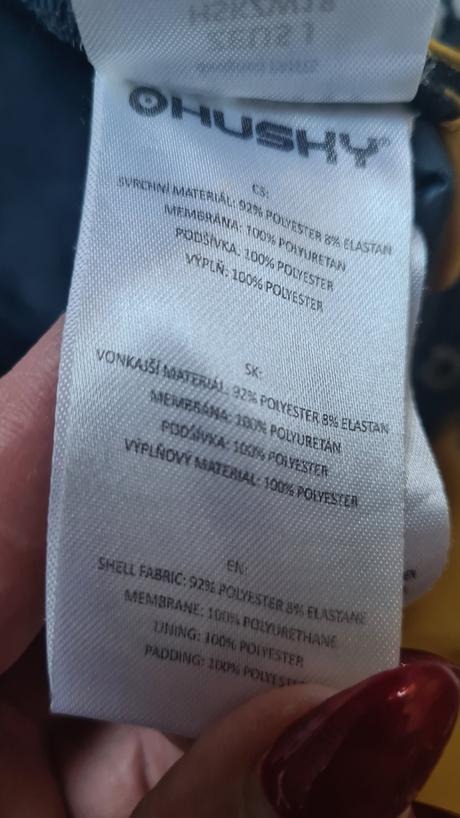 HUSKY®
CS:
SVRCHNÍ MATERIÁL: 92% POLYESTER 8% ELASTAN
MEMBRÁNA: 100% POLYURETAN
PODŠÍVKA. 100% POLYESTER
VÝPLŇ: 100% POLYESTER
SK:
VONKAJŠÍ MATERIÁL: 92% POLYESTER 8% ELASTAN
MEMBRÁNA: 100% POLYURETÁN
PODŠÍVKA: 100% POLYESTER
VÝPLŇOVÝ MATERIÁL: 100% POLYESTER
EN:
SHELL FABRIC: 92% POLYESTER 8% ELASTANE
MEMBRANE: 100% POLYURETHANE
LINING: 100% POLYESTER
PADDING: 100% POLYESTER